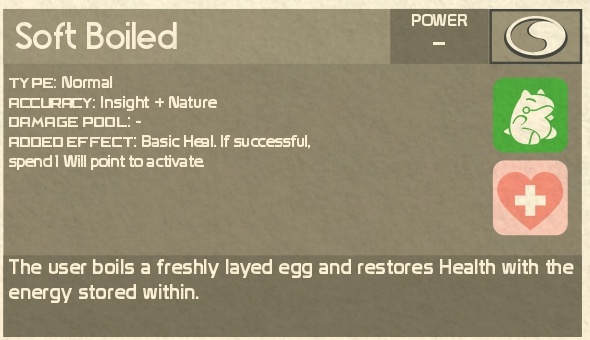 Soft Boiled
POWER
–
TYPE: Normal
ACCURACY: Insight + Nature
DAMAGE POOL: -
ADDED EFFECT: Basic Heal. If successful,
spend 1 Will point to activate.
The user boils a freshly layed egg and restores Health with the
energy stored within.